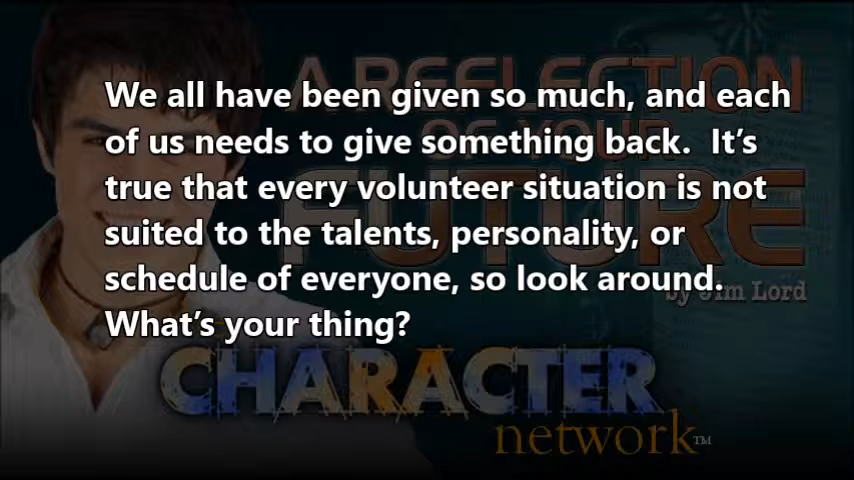 We all have been given so much, and each
of us needs to give something back.  It's
true that every volunteer situation is not
suited to the talents, personality, or
schedule of everyone, so look around.
What's your thing?
A REFLECTION
OF YOUR
FUTURE
by Jim Lord
CHARACTER
network™